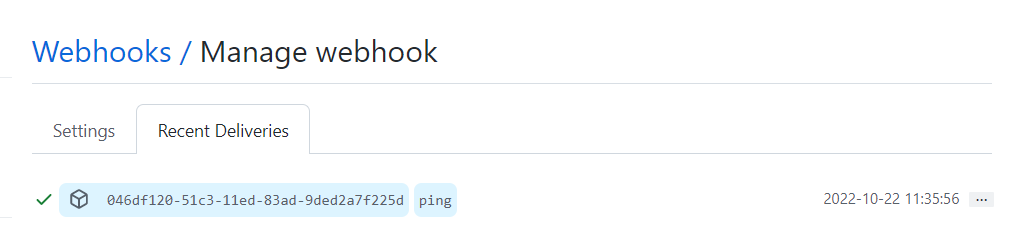 Webhooks / Manage webhook
Settings Recent Deliveries
046df120-51c3-11ed-83ad-9ded2a7f225d ping 2022-10-22 11:35:56 ...